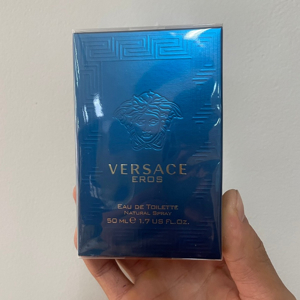 VERSACE
EROS
EAU DE TOILETTE
NATURAL SPRAY
50 ML ℮ 1.7 US FL.OZ.